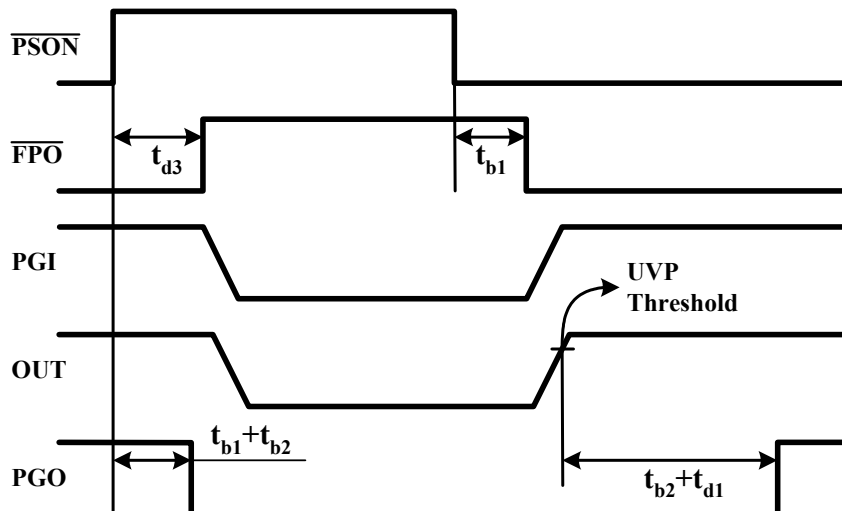 PSON
FPO
t_d3
t_b1
PGI
UVP
Threshold
OUT
t_b1+t_b2
PGO
t_b2+t_d1